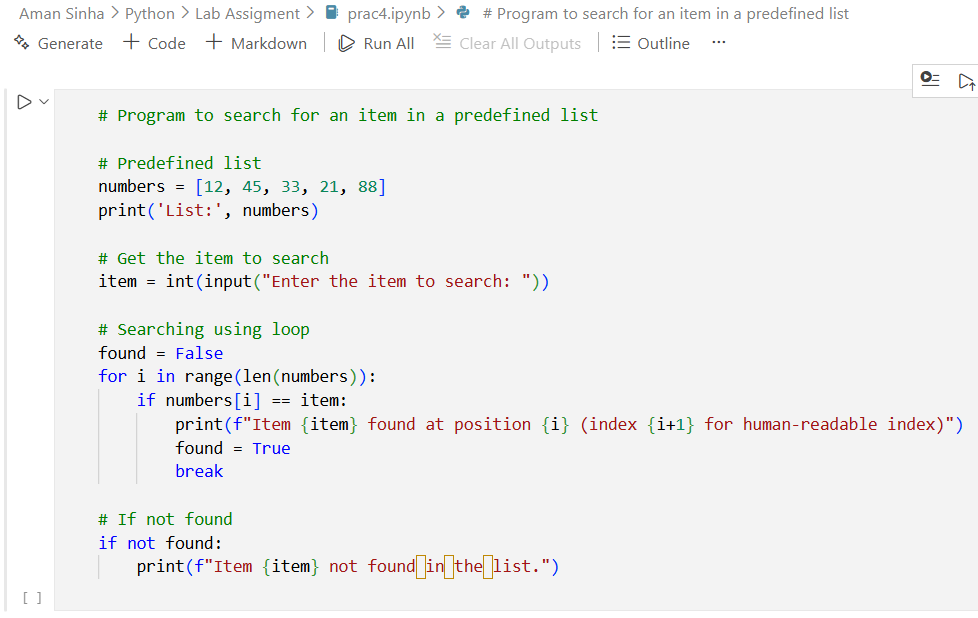 Aman Sinha > Python > Lab Assigment > prac4.ipynb > # Program to search for an item in a predefined list
Generate + Code + Markdown Run All Clear All Outputs Outline ...
# Program to search for an item in a predefined list
# Predefined list
numbers = [12, 45, 33, 21, 88]
print('List:', numbers)
# Get the item to search
item = int(input("Enter the item to search: "))
# Searching using loop
found = False
for i in range(len(numbers)):
    if numbers[i] == item:
        print(f"Item {item} found at position {i} (index {i+1} for human-readable index)")
        found = True
        break
# If not found
if not found:
    print(f"Item {item} not found in the list.")
[ ]